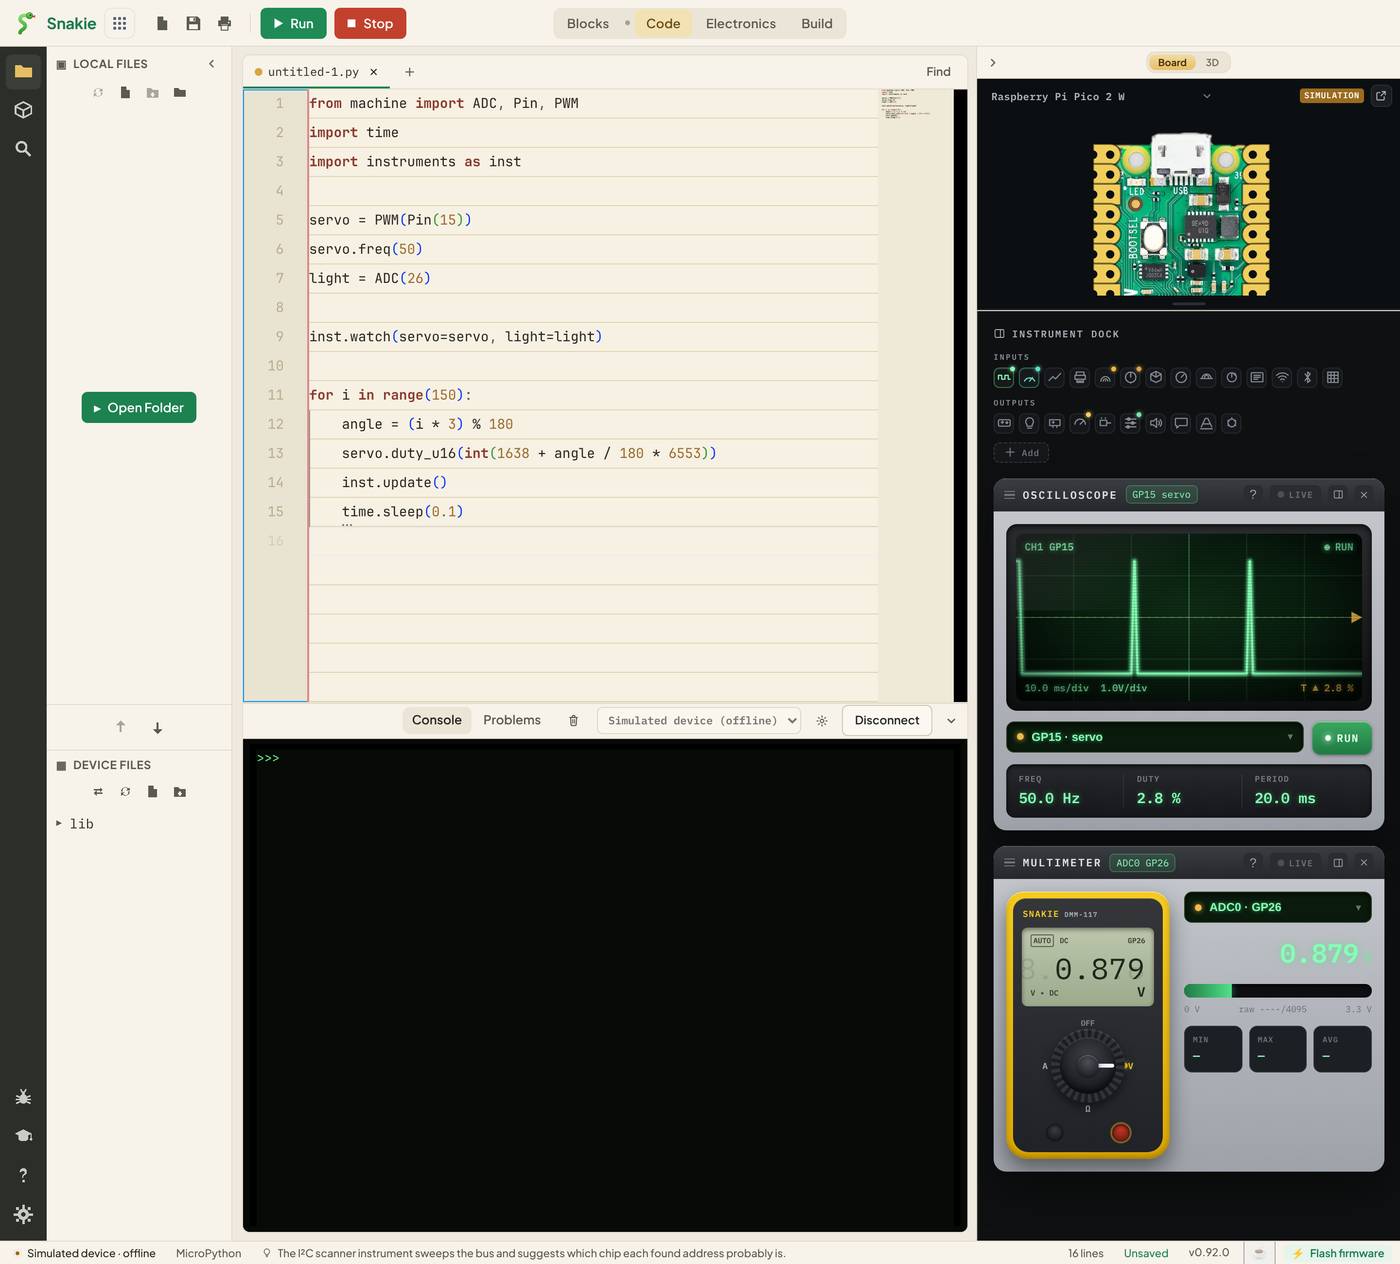 Snakie
Run
Stop
Blocks
Code
Electronics
Build
LOCAL FILES
Open Folder
DEVICE FILES
lib
untitled-1.py
Find
1 from machine import ADC, Pin, PWM
2 import time
3 import instruments as inst
4
5 servo = PWM(Pin(15))
6 servo.freq(50)
7 light = ADC(26)
8
9 inst.watch(servo=servo, light=light)
10
11 for i in range(150):
12 angle = (i * 3) % 180
13 servo.duty_u16(int(1638 + angle / 180 * 6553))
14 inst.update()
15 time.sleep(0.1)
16
Console
Problems
Simulated device (offline)
Disconnect
>>>
Board
3D
Raspberry Pi Pico 2 W
SIMULATION
LED
USB
BOOTSEL
INSTRUMENT DOCK
INPUTS
OUTPUTS
+ Add
OSCILLOSCOPE
GP15 servo
?
LIVE
CH1 GP15
RUN
10.0 ms/div 1.0V/div
T ▲ 2.8 %
GP15 · servo
RUN
FREQ
50.0 Hz
DUTY
2.8 %
PERIOD
20.0 ms
MULTIMETER
ADC0 GP26
?
LIVE
SNAKIE DMM-117
AUTO DC
GP26
0.879
V • DC
V
OFF
A
V
Ω
ADC0 · GP26
0.879
0 V
raw ----/4095
3.3 V
MIN
–
MAX
–
AVG
–
Simulated device · offline
MicroPython
The I²C scanner instrument sweeps the bus and suggests which chip each found address probably is.
16 lines
Unsaved
v0.92.0
Flash firmware